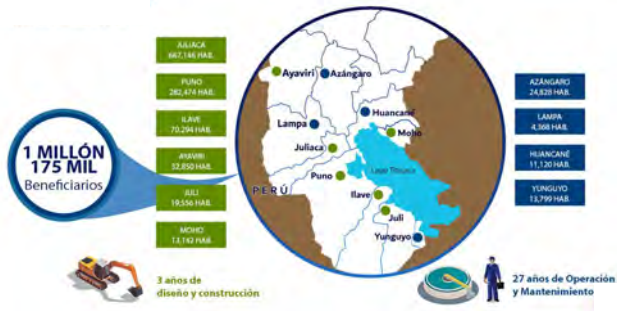 1 MILLÓN
175 MIL
Beneficiarios
JULIACA
667,146 HAB.
PUNO
282,474 HAB.
ILAVE
70,294 HAB.
AYAVIRI
32,850 HAB.
JULI
19,556 HAB.
MOHO
13,142 HAB.
Ayaviri
Azángaro
Huancané
Lampa
Moho
Juliaca
Lago Titicaca
Puno
PERÚ
Ilave
Juli
Yunguyo
AZÁNGARO
24,828 HAB.
LAMPA
4,368 HAB.
HUANCANÉ
11,120 HAB.
YUNGUYO
13,799 HAB.
3 años de
diseño y construcción
27 años de Operación
y Mantenimiento